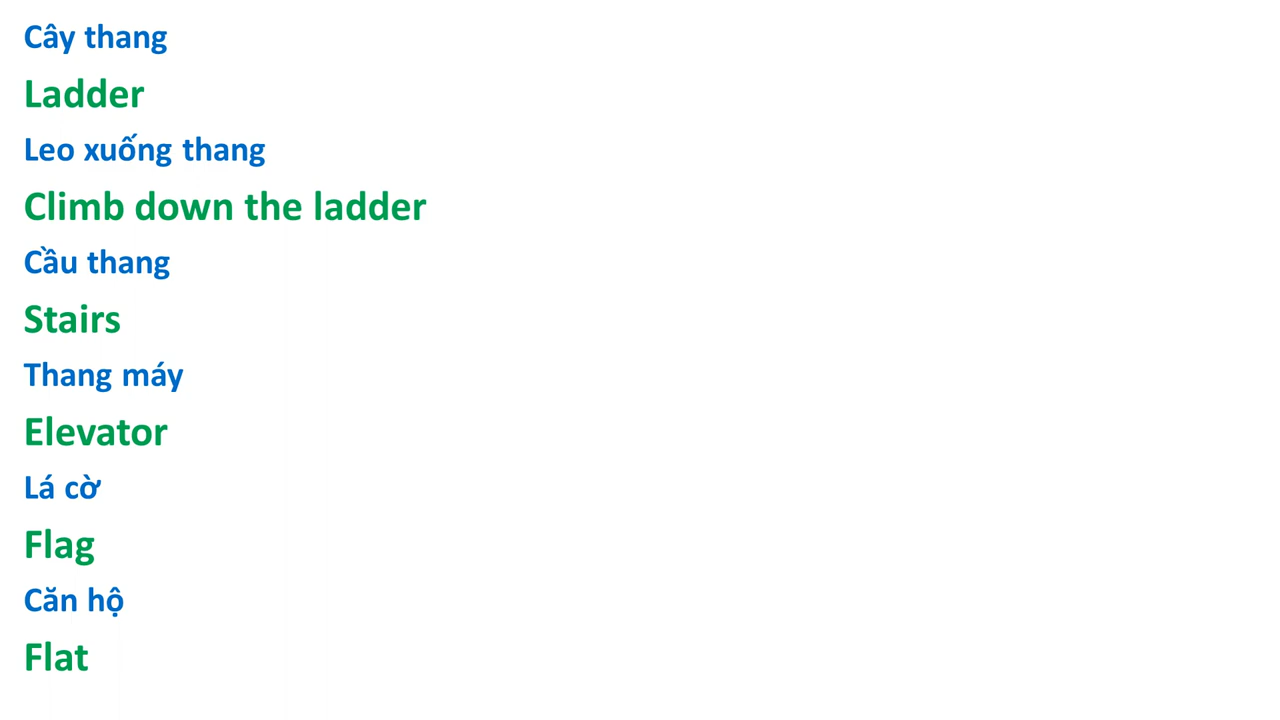 Cây thang
Ladder
Leo xuống thang
Climb down the ladder
Cầu thang
Stairs
Thang máy
Elevator
Lá cờ
Flag
Căn hộ
Flat